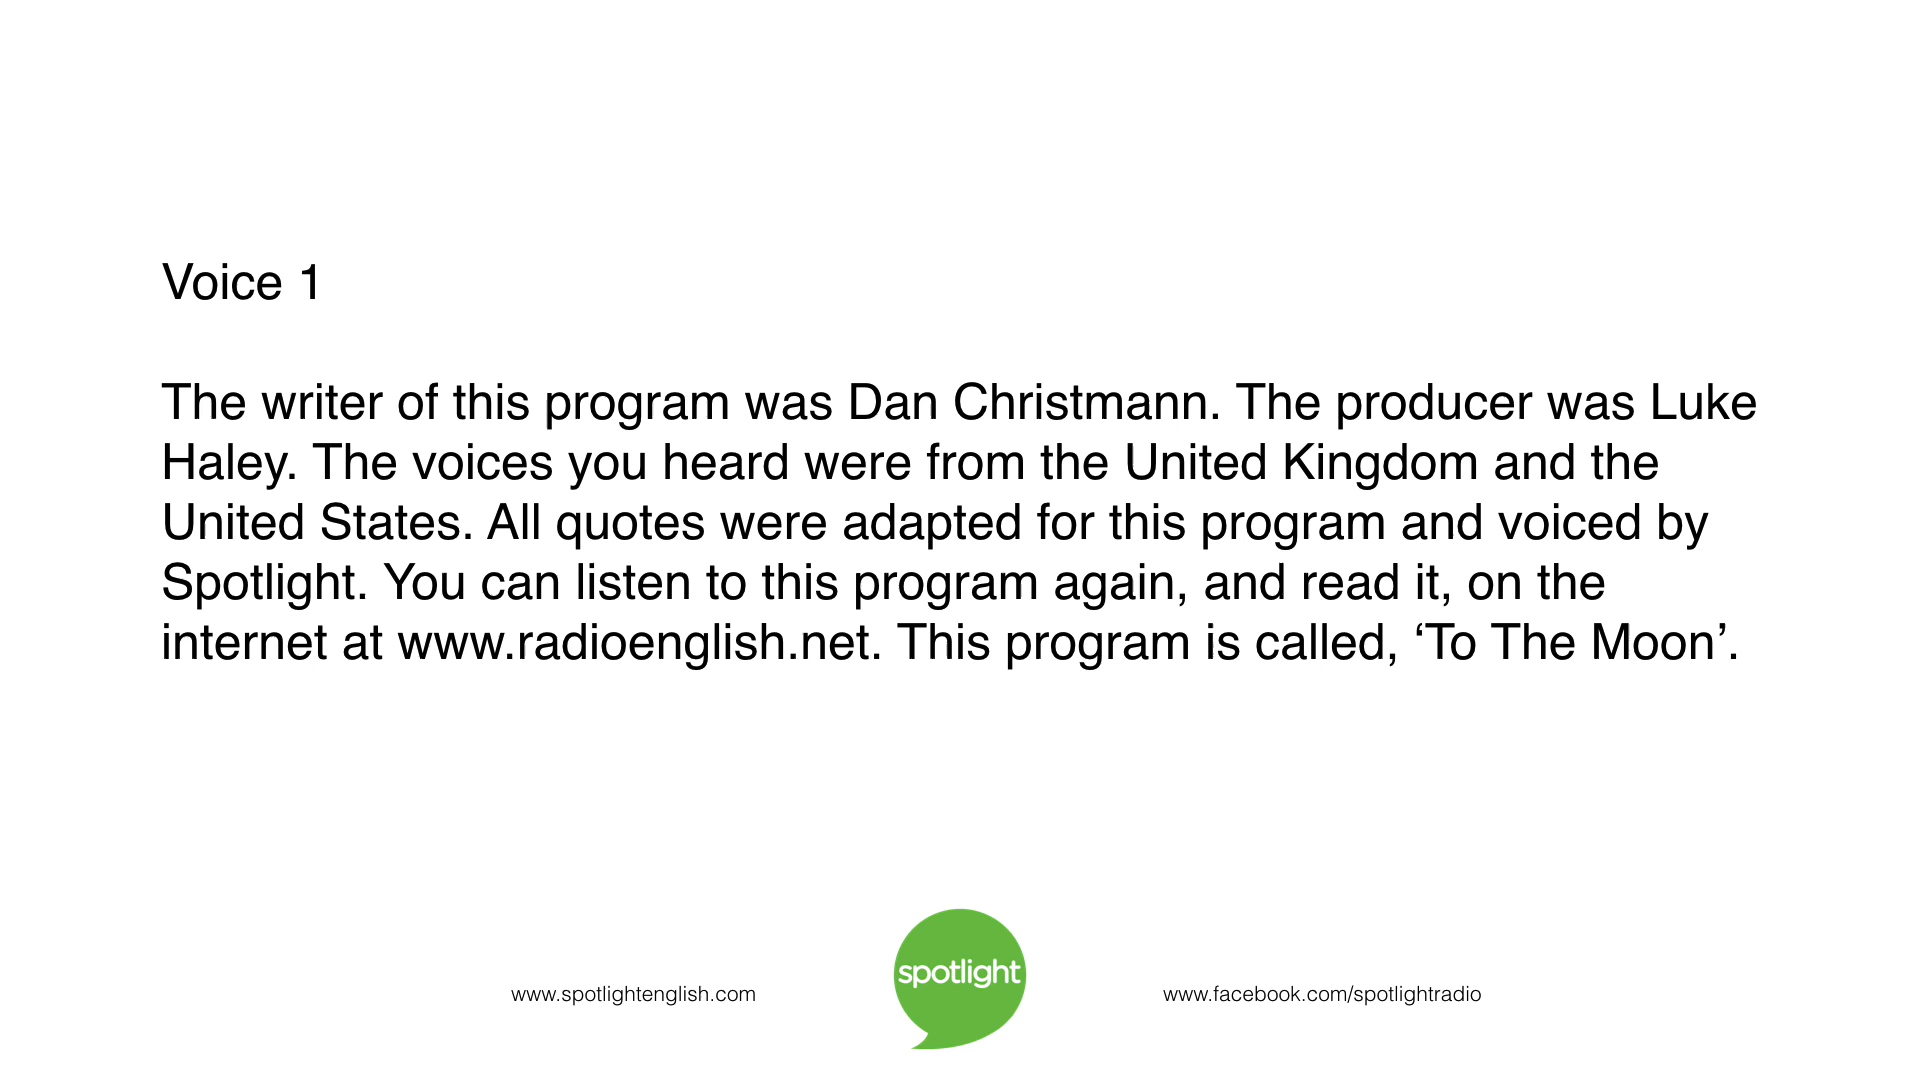 Voice 1
The writer of this program was Dan Christmann. The producer was Luke
Haley. The voices you heard were from the United Kingdom and the
United States. All quotes were adapted for this program and voiced by
Spotlight. You can listen to this program again, and read it, on the
internet at www.radioenglish.net. This program is called, ‘To The Moon’.
www.spotlightenglish.com
spotlight
www.facebook.com/spotlightradio